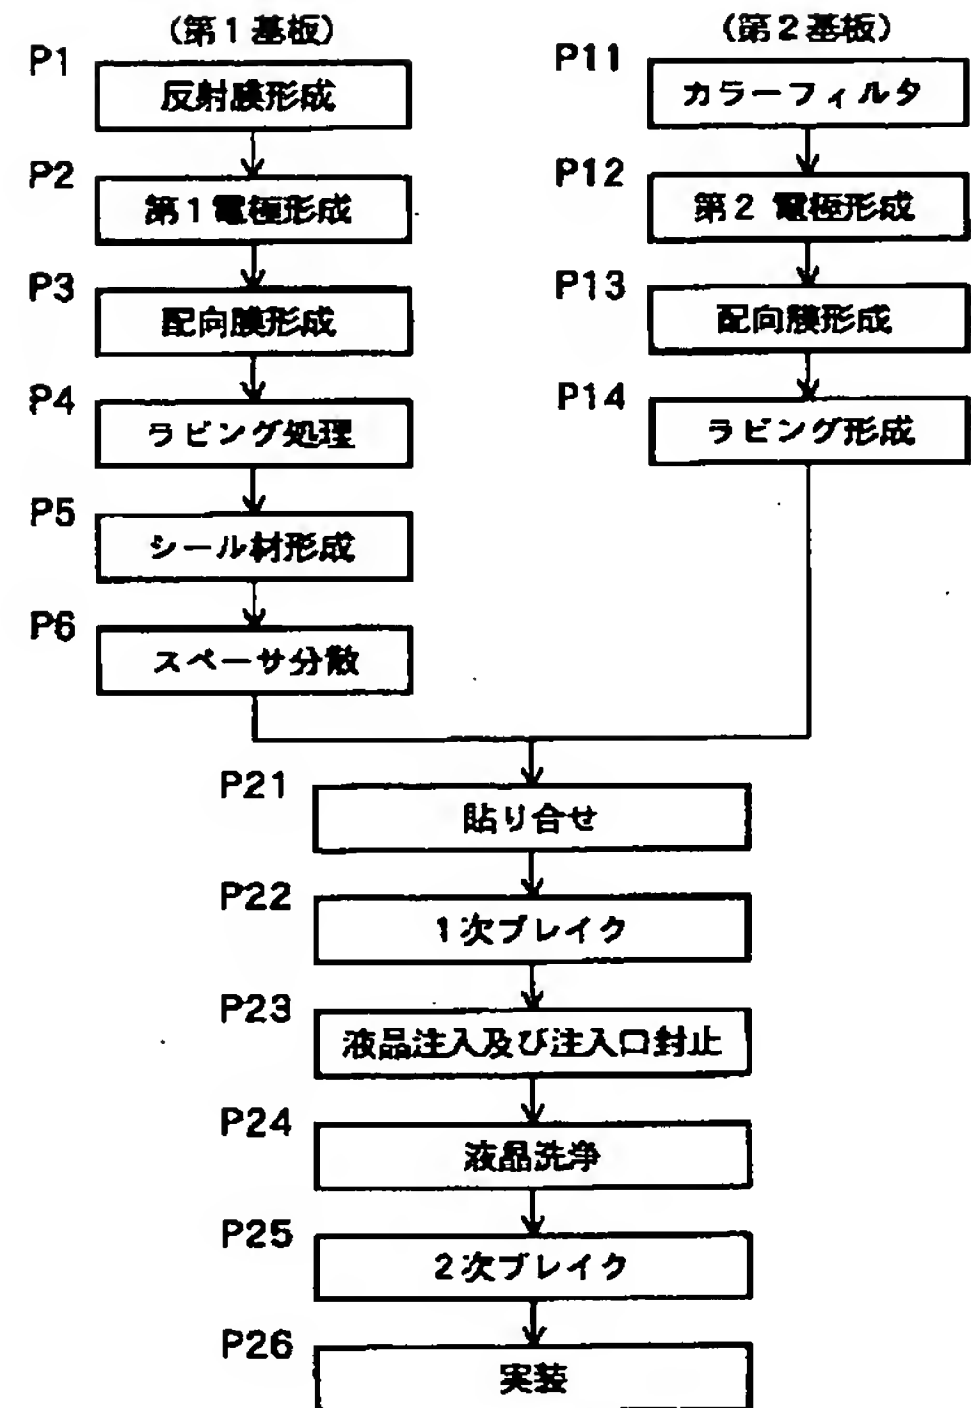 (第1基板)
P1
反射膜形成
P2
第1電極形成
P3
配向膜形成
P4
ラビング処理
P5
シール材形成
P6
スペーサ分散
(第2基板)
P11
カラーフィルタ
P12
第2 電極形成
P13
配向膜形成
P14
ラビング形成
P21
貼り合せ
P22
1次ブレイク
P23
液晶注入及び注入口封止
P24
液晶洗浄
P25
2次ブレイク
P26
実装